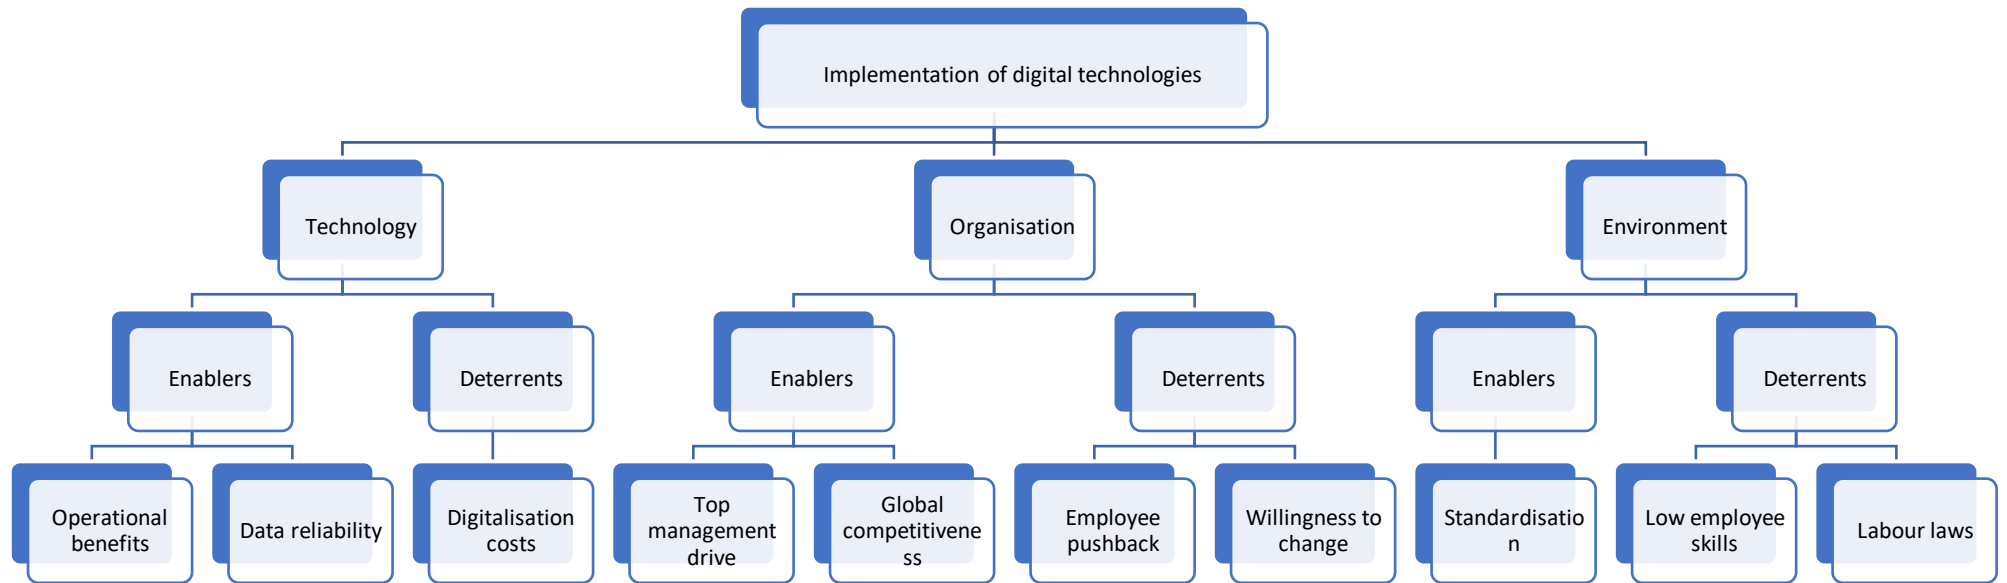 Implementation of digital technologies
Technology
Organisation
Environment
Enablers
Deterrents
Enablers
Deterrents
Enablers
Deterrents
Operational
benefits
Data reliability
Digitalisation
costs
Top
management
drive
Global
competitivene
ss
Employee
pushback
Willingness to
change
Standardisatio
n
Low employee
skills
Labour laws